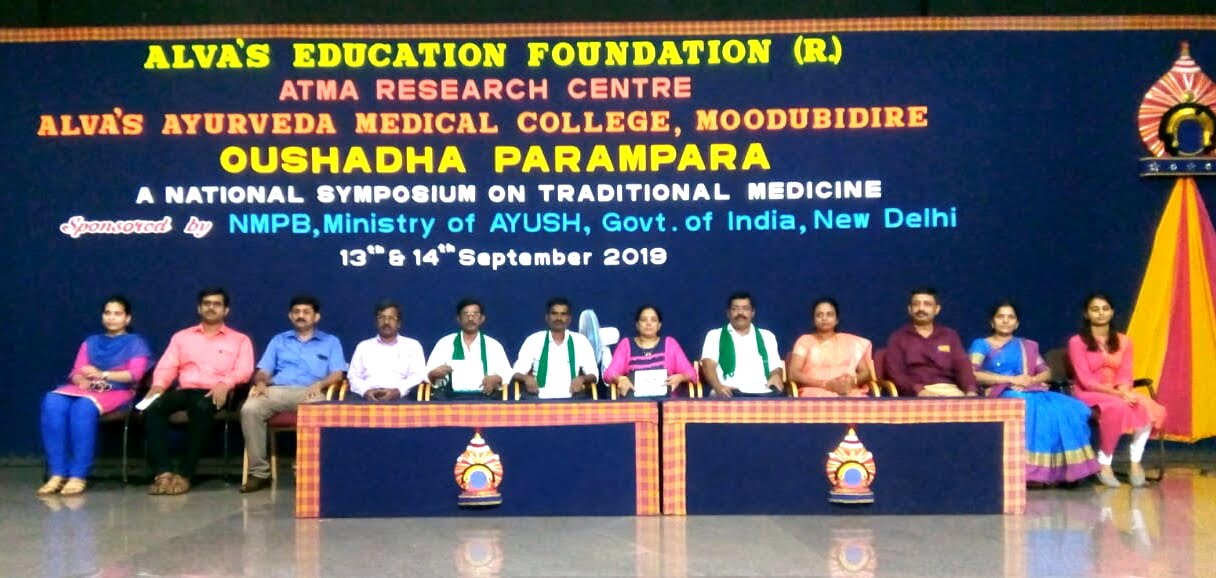 ALVA'S EDUCATION FOUNDATION (R.)
ATMA RESEARCH CENTRE
ALVA'S AYURVEDA MEDICAL COLLEGE, MOODUBIDIRE
OUSHADHA PARAMPARA
A NATIONAL SYMPOSIUM ON TRADITIONAL MEDICINE
Sponsored by NMPB, Ministry of AYUSH, Govt. of India, New Delhi
13th & 14th September 2019